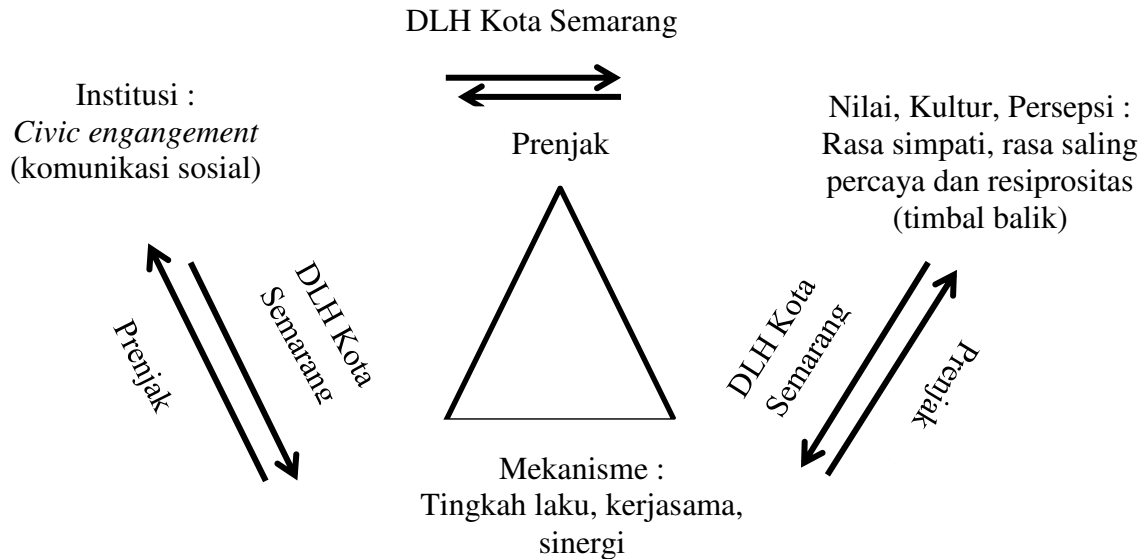 DLH Kota Semarang
Institusi :
Civic engangement
(komunikasi sosial)
Prenjak
Nilai, Kultur, Persepsi :
Rasa simpati, rasa saling
percaya dan resiprositas
(timbal balik)
Prenjak
DLH Kota
Semarang
DLH Kota
Semarang
Prenjak
Mekanisme :
Tingkah laku, kerjasama,
sinergi